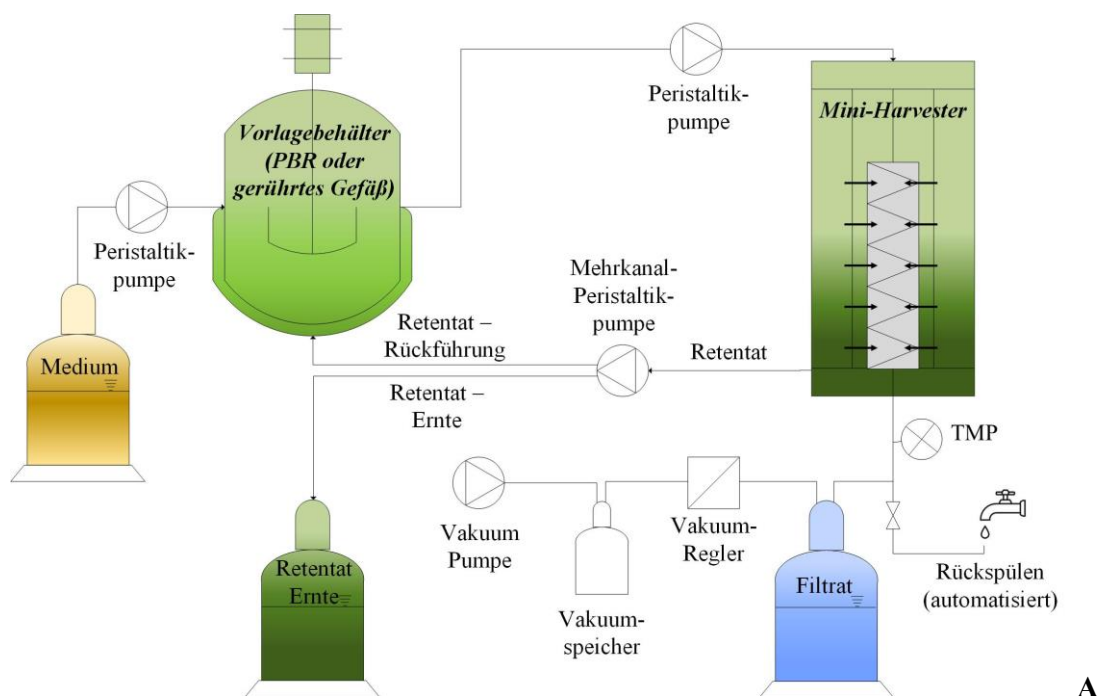 Vorlagebehälter
(PBR oder
gerührtes Gefäß)
Peristaltik-
pumpe
Mini-Harvester
Peristaltik-
pumpe
Mehrkanal-
Peristaltik-
pumpe
Retentat –
Rückführung
Retentat
Retentat –
Ernte
Medium
TMP
Vakuum
Pumpe
Vakuum-
Regler
Vakuum-
speicher
Retentat
Ernte
Filtrat
Rückspülen
(automatisiert)
A